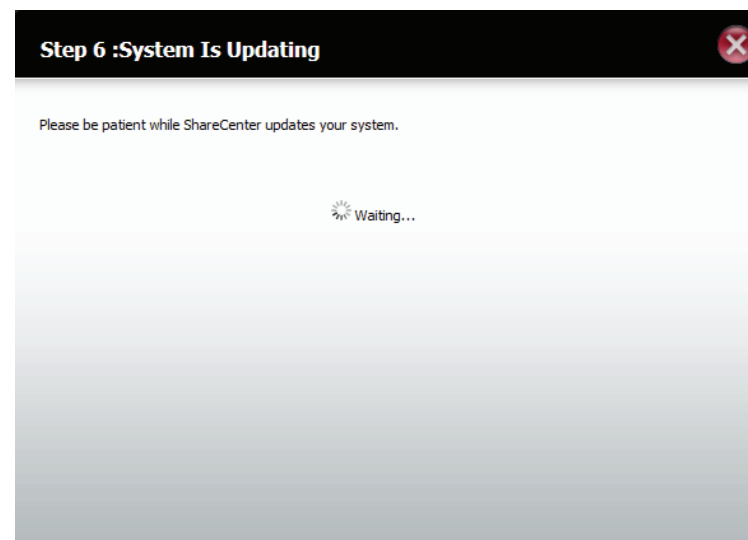 Step 6 :System Is Updating
Please be patient while ShareCenter updates your system.
Waiting...